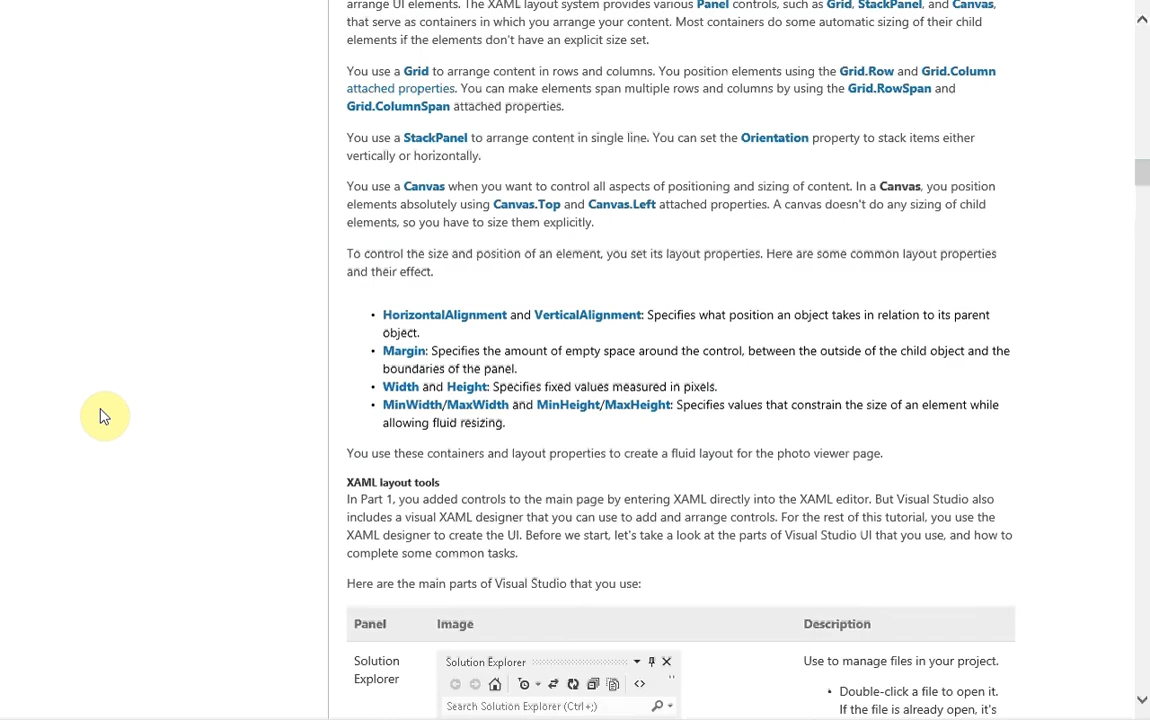 arrange UI elements. The XAML layout system provides various Panel controls, such as Grid, StackPanel, and Canvas,
that serve as containers in which you arrange your content. Most containers do some automatic sizing of their child
elements if the elements don't have an explicit size set.
You use a Grid to arrange content in rows and columns. You position elements using the Grid.Row and Grid.Column
attached properties. You can make elements span multiple rows and columns by using the Grid.RowSpan and
Grid.ColumnSpan attached properties.
You use a StackPanel to arrange content in single line. You can set the Orientation property to stack items either
vertically or horizontally.
You use a Canvas when you want to control all aspects of positioning and sizing of content. In a Canvas, you position
elements absolutely using Canvas.Top and Canvas.Left attached properties. A canvas doesn't do any sizing of child
elements, so you have to size them explicitly.
To control the size and position of an element, you set its layout properties. Here are some common layout properties
and their effect.
• HorizontalAlignment and VerticalAlignment: Specifies what position an object takes in relation to its parent
object.
• Margin: Specifies the amount of empty space around the control, between the outside of the child object and the
boundaries of the panel.
• Width and Height: Specifies fixed values measured in pixels.
• MinWidth/MaxWidth and MinHeight/MaxHeight: Specifies values that constrain the size of an element while
allowing fluid resizing.
You use these containers and layout properties to create a fluid layout for the photo viewer page.
XAML layout tools
In Part 1, you added controls to the main page by entering XAML directly into the XAML editor. But Visual Studio also
includes a visual XAML designer that you can use to add and arrange controls. For the rest of this tutorial, you use the
XAML designer to create the UI. Before we start, let's take a look at the parts of Visual Studio UI that you use, and how to
complete some common tasks.
Here are the main parts of Visual Studio that you use:
Panel Image Description
Solution
Explorer
Solution Explorer
Search Solution Explorer (Ctrl+;)
Use to manage files in your project.
• Double-click a file to open it.
If the file is already open, it's